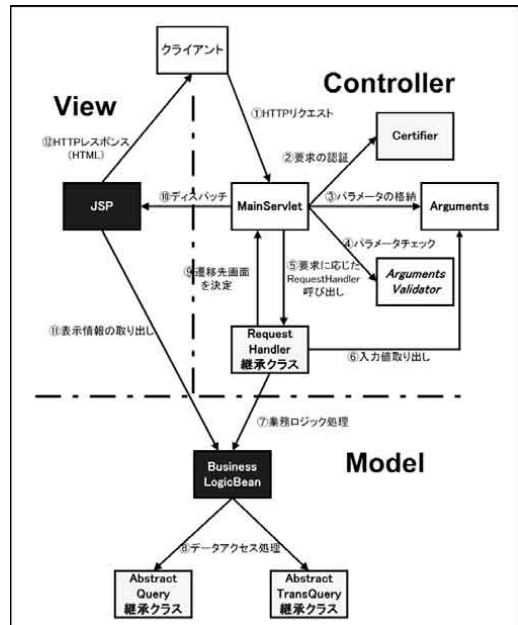 クライアント
View
Controller
①HTTPリクエスト
⑫HTTPレスポンス
(HTML)
Certifier
②要求の認証
JSP
⑩ディスパッチ
MainServlet
③パラメータの格納
Arguments
④パラメータチェック
⑨遷移先画面
を決定
⑤要求に応じた
RequestHandler
呼び出し
Arguments
Validator
⑪表示情報の取り出し
Request
Handler
継承クラス
⑥入力値取り出し
⑦業務ロジック処理
Business
LogicBean
Model
⑧データアクセス処理
Abstract
Query
継承クラス
Abstract
TransQuery
継承クラス